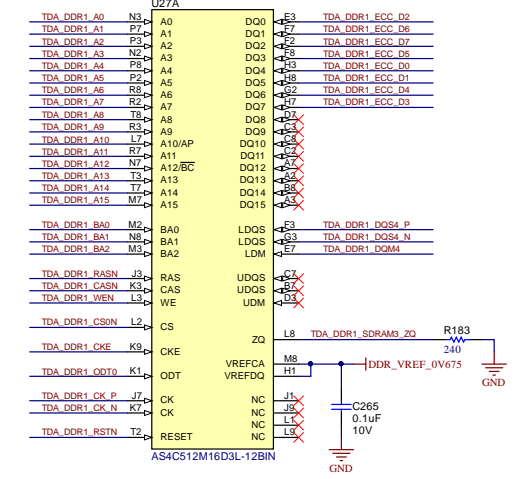 U27A
TDA_DDR1_A0 N3 A0 DQ0 E3 TDA_DDR1_ECC_D2
TDA_DDR1_A1 P7 A1 DQ1 F7 TDA_DDR1_ECC_D6
TDA_DDR1_A2 P3 A2 DQ2 F2 TDA_DDR1_ECC_D7
TDA_DDR1_A3 N2 A3 DQ3 F8 TDA_DDR1_ECC_D5
TDA_DDR1_A4 P8 A4 DQ4 H3 TDA_DDR1_ECC_D0
TDA_DDR1_A5 P2 A5 DQ5 H8 TDA_DDR1_ECC_D1
TDA_DDR1_A6 R8 A6 DQ6 G2 TDA_DDR1_ECC_D4
TDA_DDR1_A7 R2 A7 DQ7 H7 TDA_DDR1_ECC_D3
TDA_DDR1_A8 T8 A8 DQ8 D7
TDA_DDR1_A9 R3 A9 DQ9 C3
TDA_DDR1_A10 L7 A10/AP DQ10 C8
TDA_DDR1_A11 R7 A11 DQ11 C2
TDA_DDR1_A12 N7 A12/BC DQ12 A7
TDA_DDR1_A13 T3 A13 DQ13 A2
TDA_DDR1_A14 T7 A14 DQ14 B8
TDA_DDR1_A15 M7 A15 DQ15 A3
TDA_DDR1_BA0 M2 BA0 LDQS F3 TDA_DDR1_DQS4_P
TDA_DDR1_BA1 N8 BA1 LDQS G3 TDA_DDR1_DQS4_N
TDA_DDR1_BA2 M3 BA2 LDM E7 TDA_DDR1_DQM4
TDA_DDR1_RASN J3 RAS UDQS C7
TDA_DDR1_CASN K3 CAS UDQS B7
TDA_DDR1_WEN L3 WE UDM D3
TDA_DDR1_CS0N L2 CS
ZQ L8 TDA_DDR1_SDRAM3_ZQ R183
240
TDA_DDR1_CKE K9 CKE
VREFCA M8 DDR_VREF_0V675
TDA_DDR1_ODT0 K1 ODT VREFDQ H1
GND
TDA_DDR1_CK_P J7 CK NC J1
TDA_DDR1_CK_N K7 CK NC J9
NC L1
TDA_DDR1_RSTN T2 RESET NC L9
C265
0.1uF
10V
AS4C512M16D3L-12BIN
GND